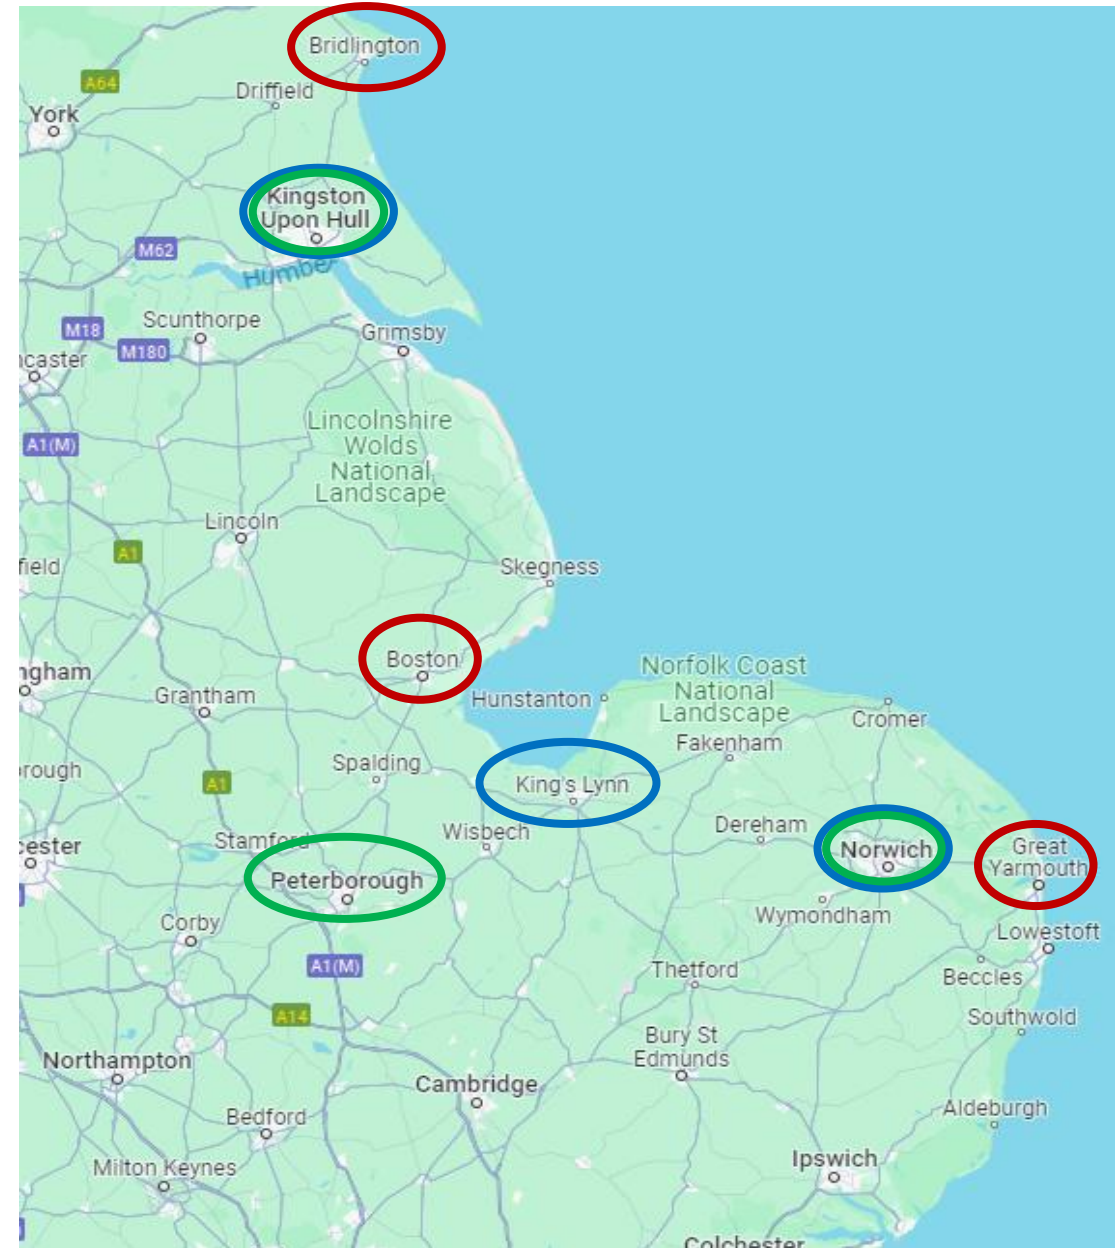 Bridlington
A64
Driffield
York
Kingston
Upon Hull
M62
Humber
Scunthorpe
M18
Grimsby
M180
caster
Lincolnshire
Wolds
National
Landscape
A1(M)
Lincoln
A1
field
Skegness
Boston
ngham
Norfolk Coast
National
Landscape
Hunstanton
Grantham
Cromer
Fakenham
Spalding
rough
A1
King's Lynn
Wisbech
Dereham
Stamford
cester
Norwich
Great
Yarmouth
Peterborough
Wymondham
Corby
Lowestoft
A1(M)
Thetford
Beccles
A14
Southwold
Bury St
Edmunds
Northampton
Cambridge
Bedford
Aldeburgh
Ipswich
Milton Keynes
Colchester